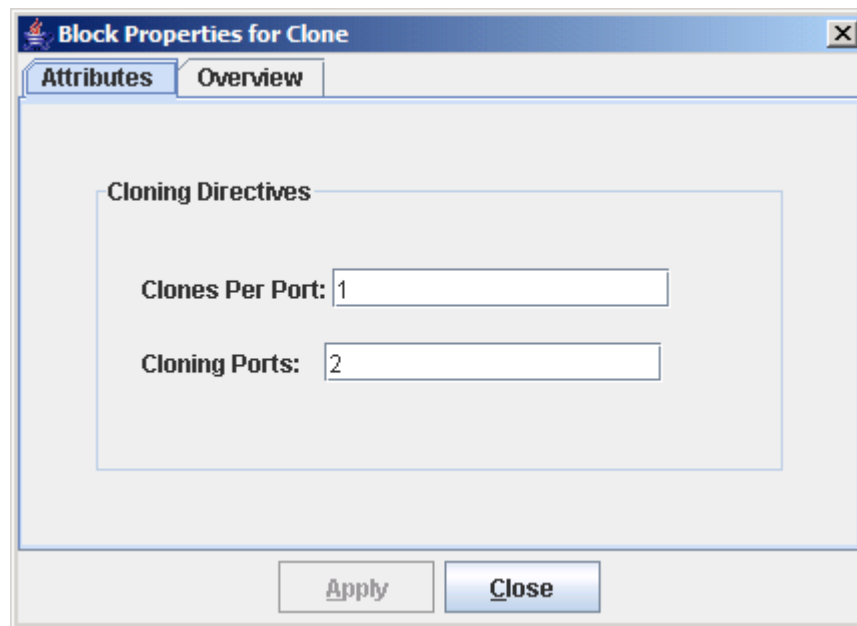 Block Properties for Clone
Attributes Overview
Cloning Directives
Clones Per Port: 1
Cloning Ports: 2
Apply Close